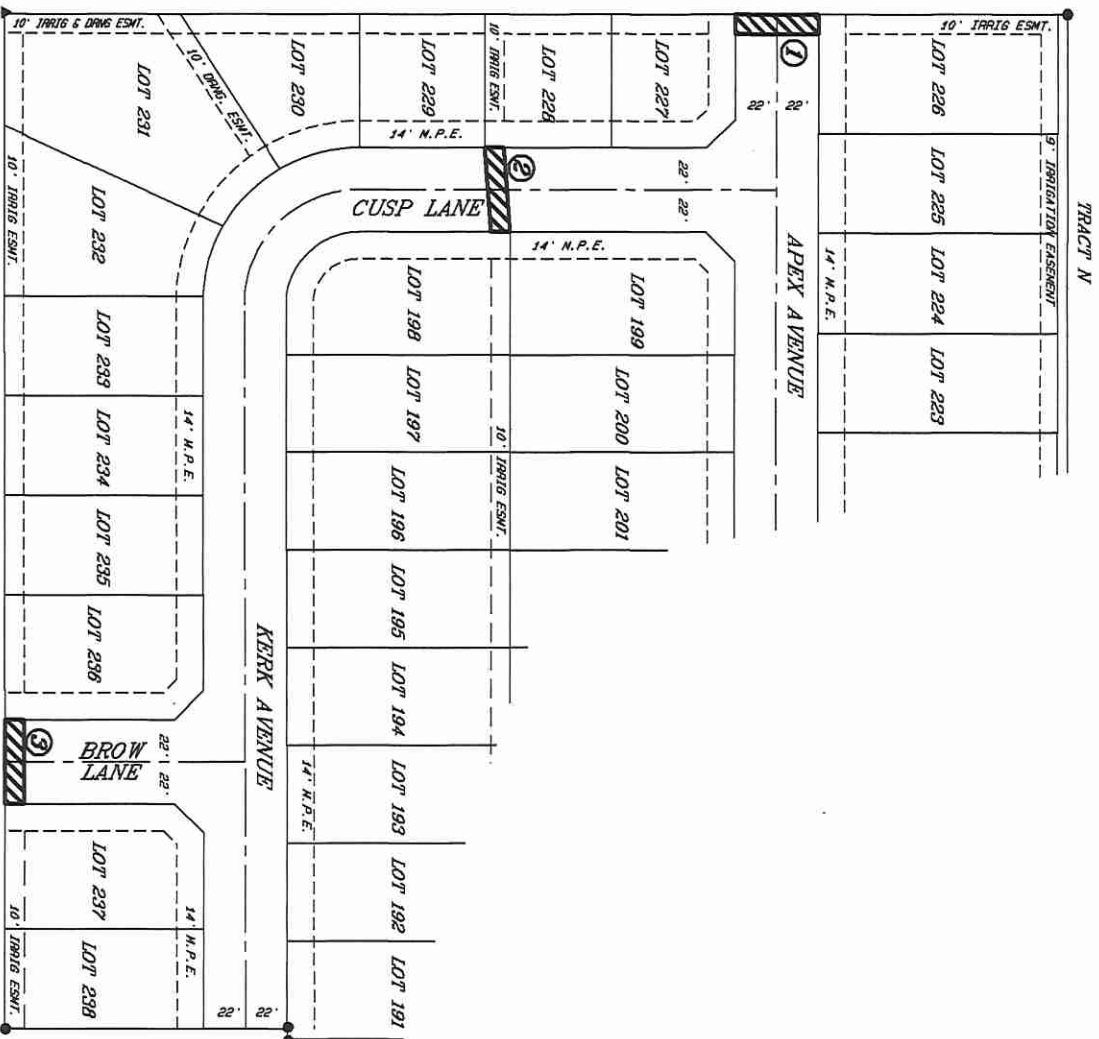 10' IRRIG & DRNG ESMT.
10' IRRIG ESMT.
TRACT N
LOT 231
10' DRNG. ESMT.
LOT 230
LOT 229
10' IRRIG ESMT.
LOT 228
LOT 227
1
22' 22'
LOT 226
9' IRRIGATION EASEMENT
14' M.P.E.
2
22'
22'
10' IRRIG ESMT.
LOT 232
CUSP LANE
14' M.P.E.
APEX AVENUE
LOT 225
14' M.P.E.
LOT 224
LOT 223
LOT 198
LOT 199
LOT 233
LOT 197
LOT 200
14' M.P.E.
LOT 234
10' IRRIG ESMT.
LOT 196
LOT 201
LOT 235
LOT 195
LOT 236
KERK AVENUE
LOT 194
3
BROW
LANE
22'
22'
14' M.P.E.
LOT 193
LOT 237
LOT 192
14' M.P.E.
10' IRRIG ESMT.
LOT 238
LOT 191
22' 22'